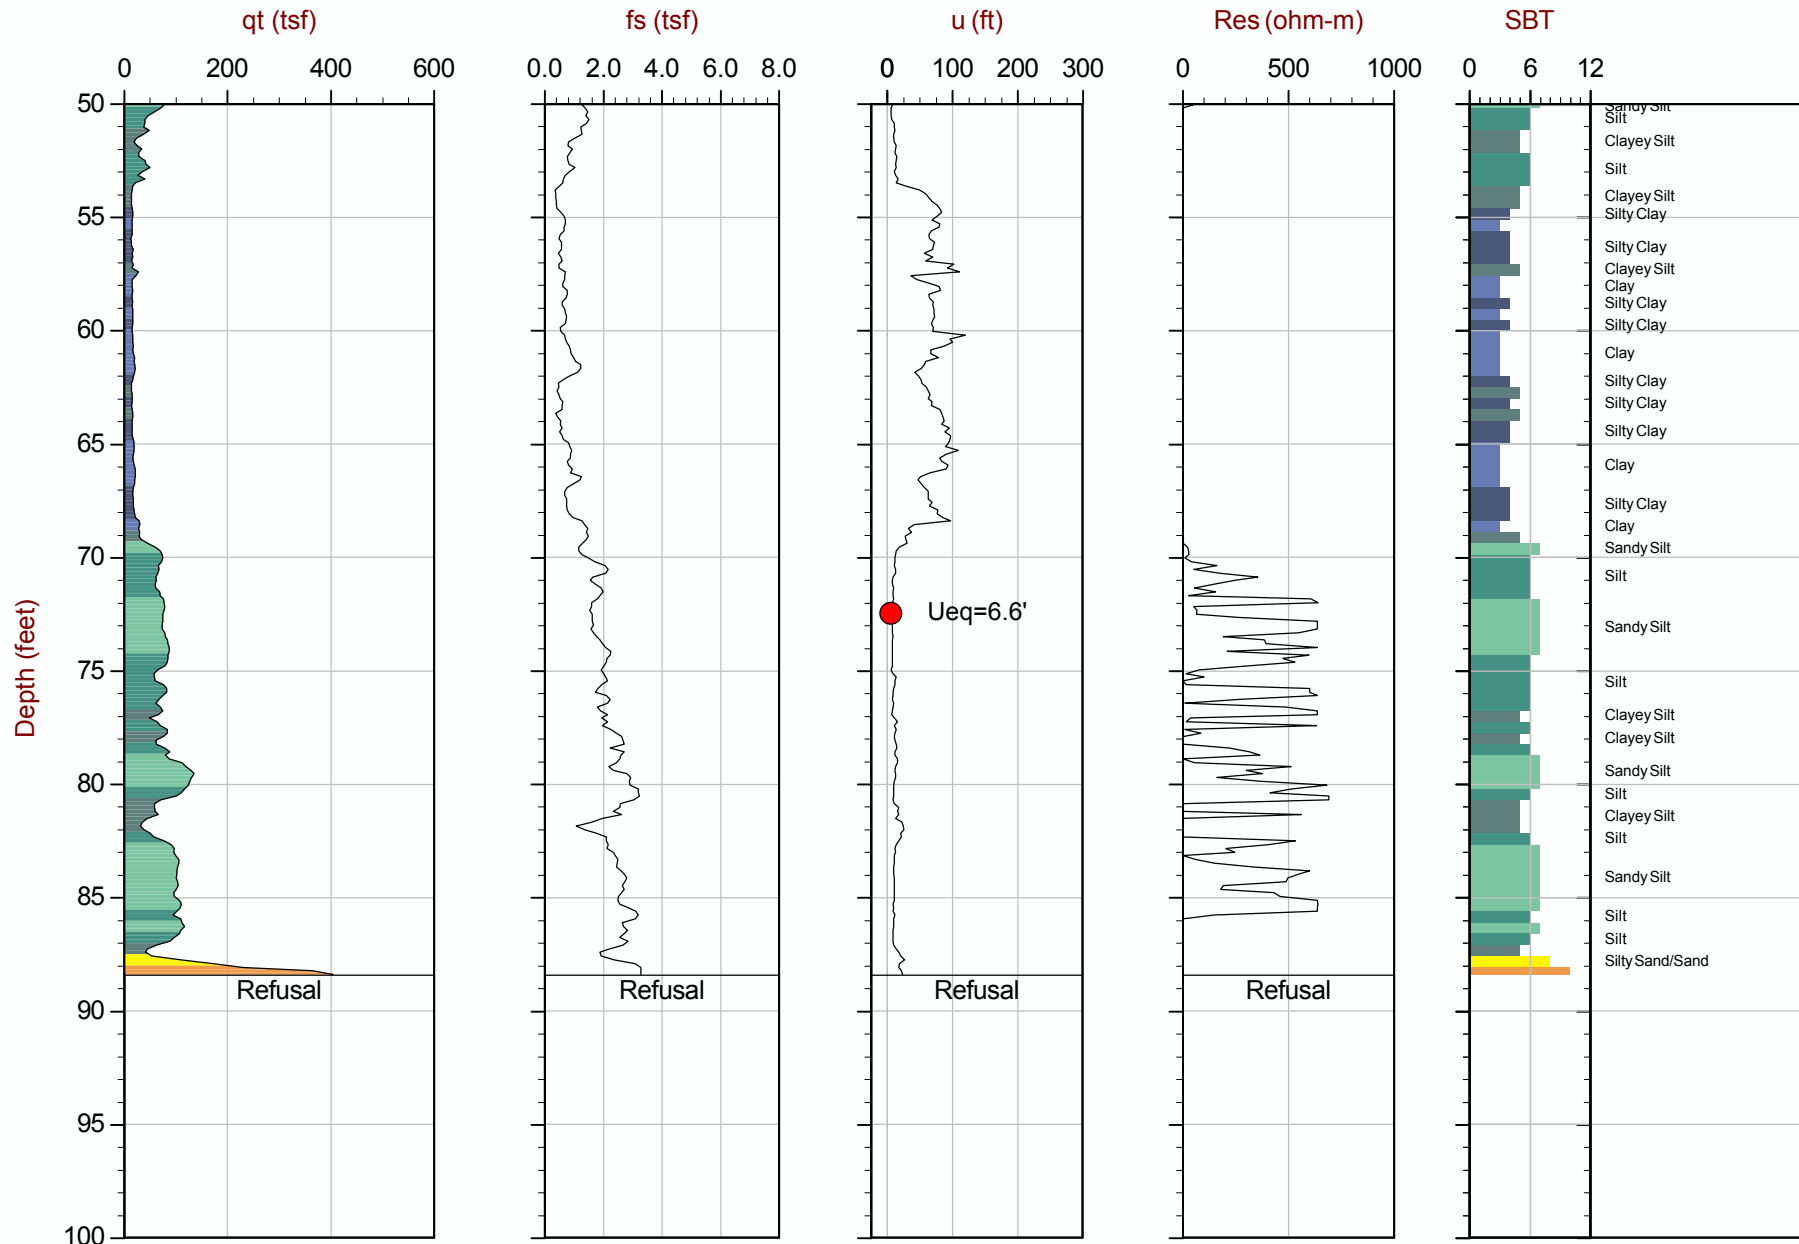 qt (tsf) fs (tsf) u (ft) Res (ohm-m) SBT
0 200 400 600 0.0 2.0 4.0 6.0 8.0 0 100 200 300 0 500 1000 0 6 12
50
Sandy Silt
Silt
Clayey Silt
Silt
Clayey Silt
Silty Clay
55
Silty Clay
Clayey Silt
Clay
Silty Clay
Silty Clay
60
Clay
Silty Clay
Silty Clay
Silty Clay
65
Clay
Silty Clay
Clay
Sandy Silt
70
Silt
Ueq=6.6'
Sandy Silt
Depth (feet)
75
Silt
Clayey Silt
Clayey Silt
Sandy Silt
80
Silt
Clayey Silt
Silt
Sandy Silt
85
Silt
Silt
Silty Sand/Sand
Refusal Refusal Refusal Refusal
90
95
100